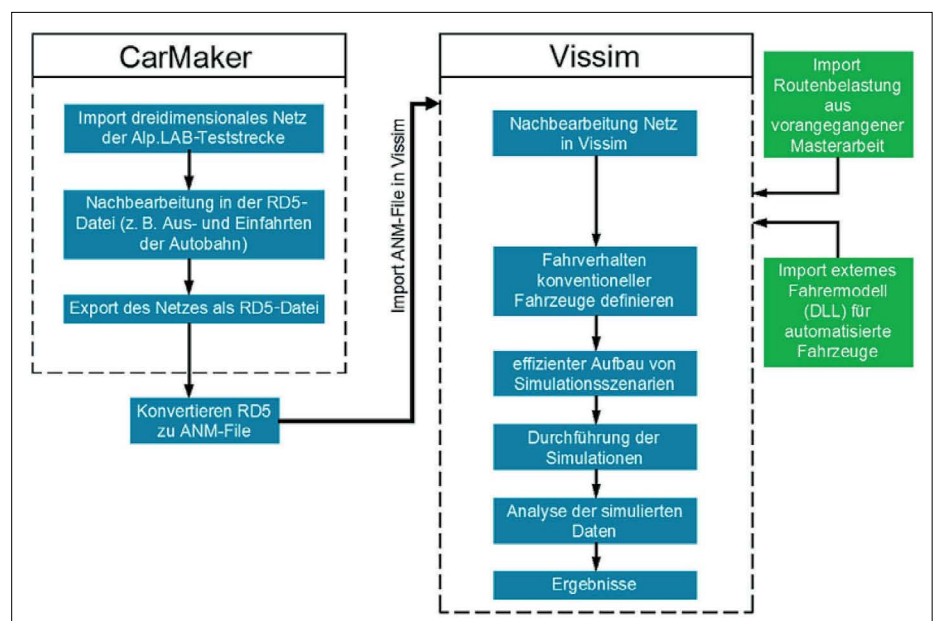 CarMaker
Import dreidimensionales Netz
der Alp.LAB-Teststrecke
Nachbearbeitung in der RD5-
Datei (z. B. Aus- und Einfahrten
der Autobahn)
Export des Netzes als RD5-Datei
Konvertieren RD5
zu ANM-File
Import ANM-File in Vissim
Vissim
Nachbearbeitung Netz
in Vissim
Fahrverhalten
konventioneller
Fahrzeuge definieren
effizienter Aufbau von
Simulationsszenarien
Durchführung der
Simulationen
Analyse der simulierten
Daten
Ergebnisse
Import
Routenbelastung
aus
vorangegangener
Masterarbeit
Import externes
Fahrermodell
(DLL) für
automatisierte
Fahrzeuge